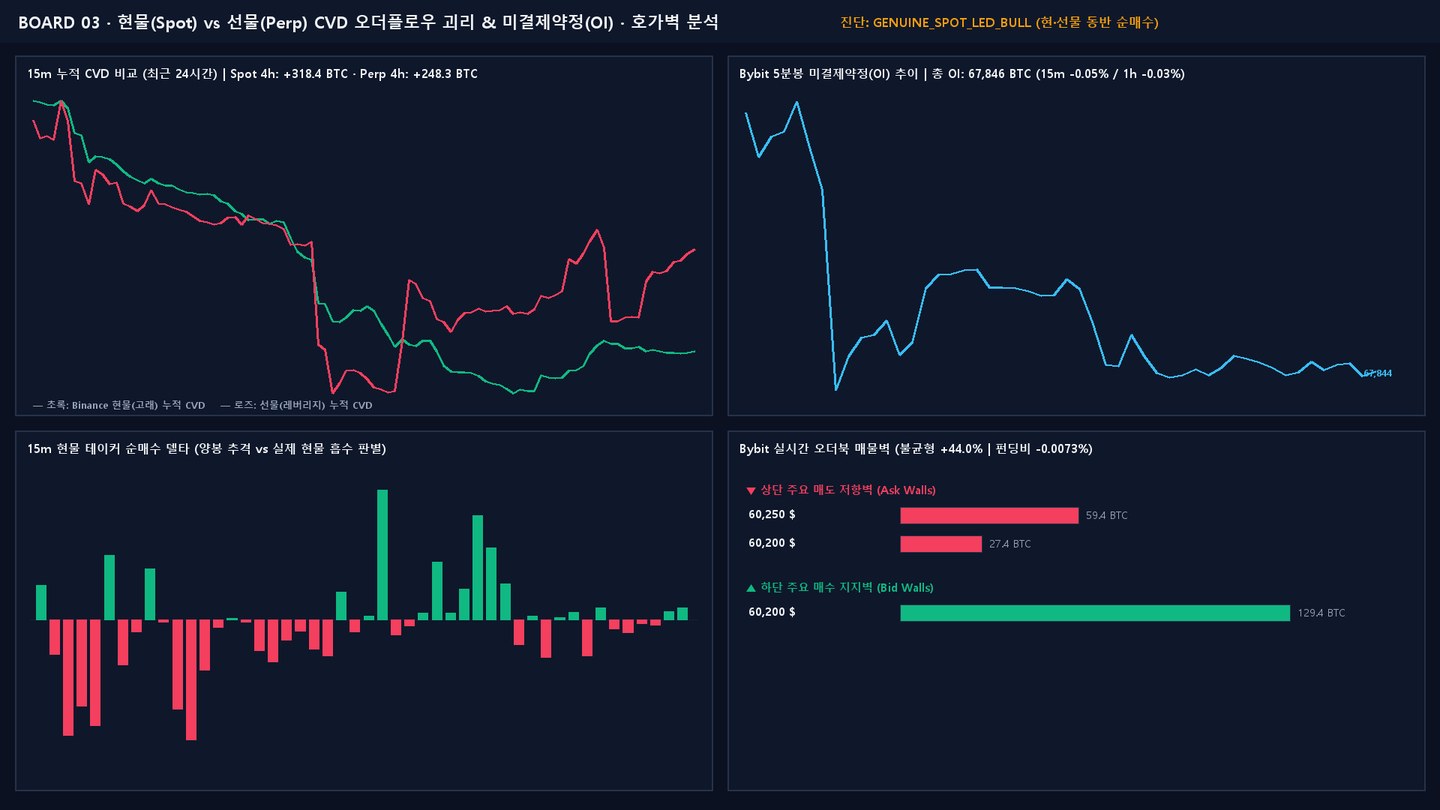 BOARD 03 · 현물(Spot) vs 선물(Perp) CVD 오더플로우 괴리 & 미결제약정(OI) · 호가벽 분석
진단: GENUINE_SPOT_LED_BULL (현·선물 동반 순매수)
15m 누적 CVD 비교 (최근 24시간) | Spot 4h: +318.4 BTC · Perp 4h: +248.3 BTC
— 초록: Binance 현물(고래) 누적 CVD
— 로즈: 선물(레버리지) 누적 CVD
Bybit 5분봉 미결제약정(OI) 추이 | 총 OI: 67,846 BTC (15m -0.05% / 1h -0.03%)
67,844
15m 현물 테이커 순매수 델타 (양봉 추격 vs 실제 현물 흡수 판별)
Bybit 실시간 오더북 매물벽 (불균형 +44.0% | 펀딩비 -0.0073%)
▼ 상단 주요 매도 저항벽 (Ask Walls)
60,250 $ 59.4 BTC
60,200 $ 27.4 BTC
▲ 하단 주요 매수 지지벽 (Bid Walls)
60,200 $ 129.4 BTC